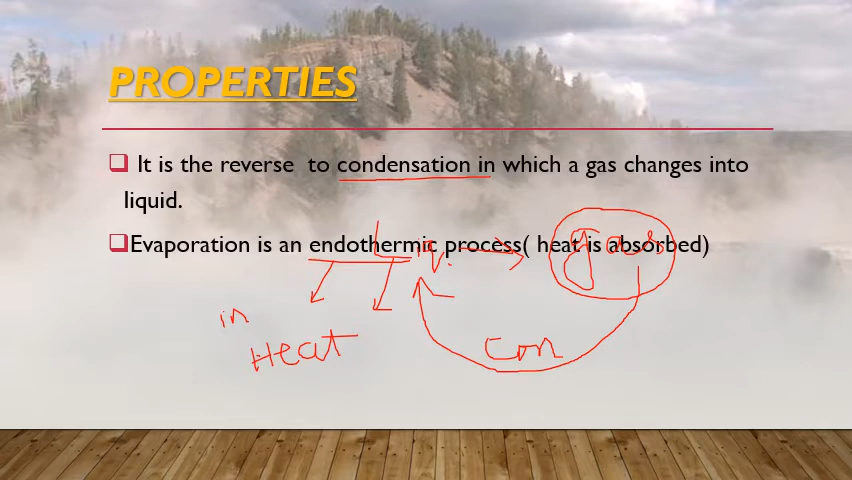 PROPERTIES
It is the reverse to condensation in which a gas changes into
liquid.
Evaporation is an endothermic process( heat is absorbed)
Liq. gas
in
Heat
Con